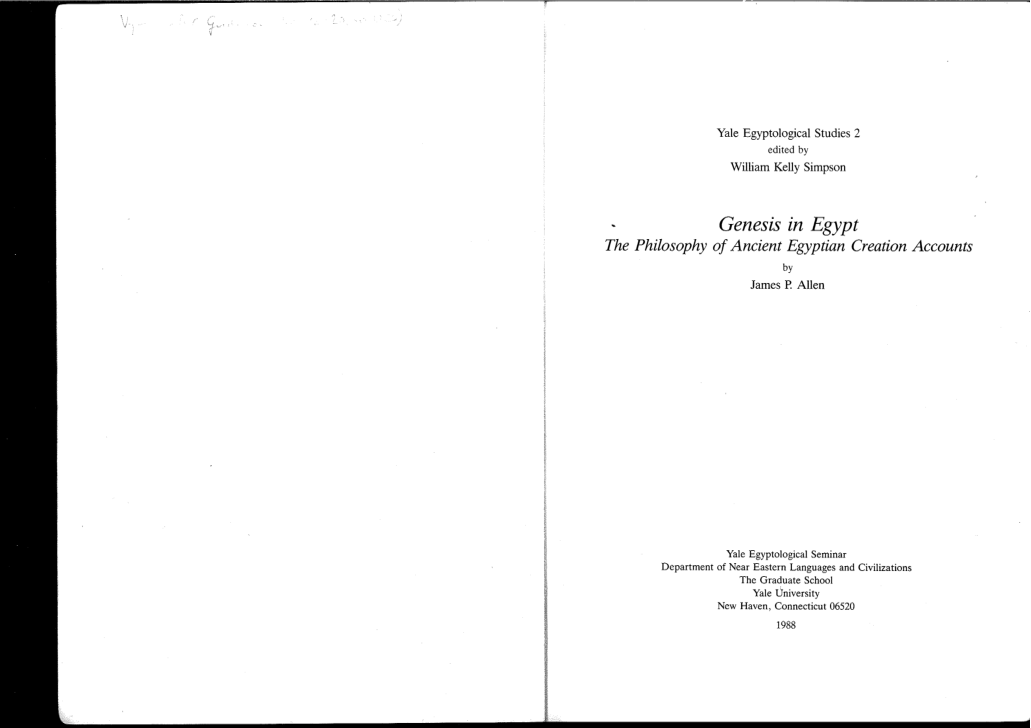 Yale Egyptological Studies 2
edited by
William Kelly Simpson
Genesis in Egypt
The Philosophy of Ancient Egyptian Creation Accounts
by
James P. Allen
Yale Egyptological Seminar
Department of Near Eastern Languages and Civilizations
The Graduate School
Yale University
New Haven, Connecticut 06520
1988